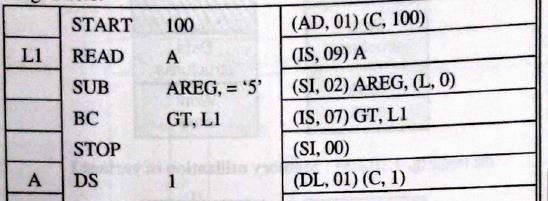 START 100 (AD, 01) (C, 100)
L1 READ A (IS, 09) A
SUB AREG, = '5' (SI, 02) AREG, (L, 0)
BC GT, L1 (IS, 07) GT, L1
STOP (SI, 00)
A DS 1 (DL, 01) (C, 1)